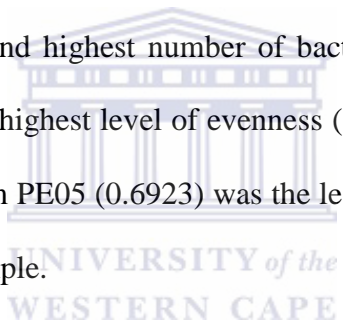 nd highest number of bact
highest level of evenness (
n PE05 (0.6923) was the le
ple.
UNIVERSITY of the
WESTERN CAPE